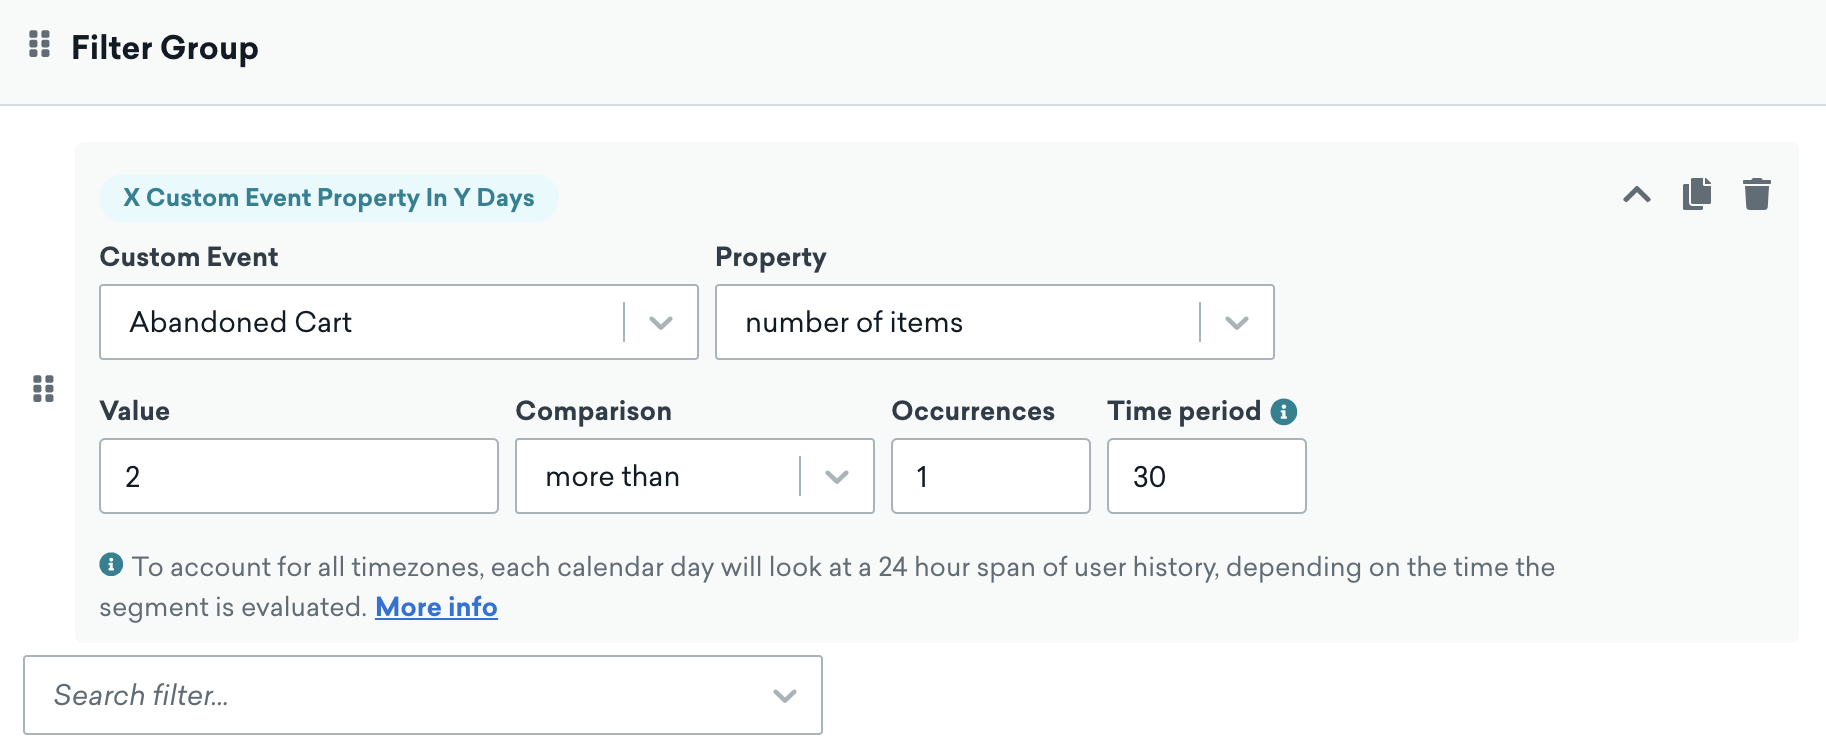 Filter Group
X Custom Event Property In Y Days
Custom Event
Property
Abandoned Cart
number of items
Value
Comparison
Occurrences
Time period
2
more than
1
30
To account for all timezones, each calendar day will look at a 24 hour span of user history, depending on the time the
segment is evaluated. More info
Search filter...